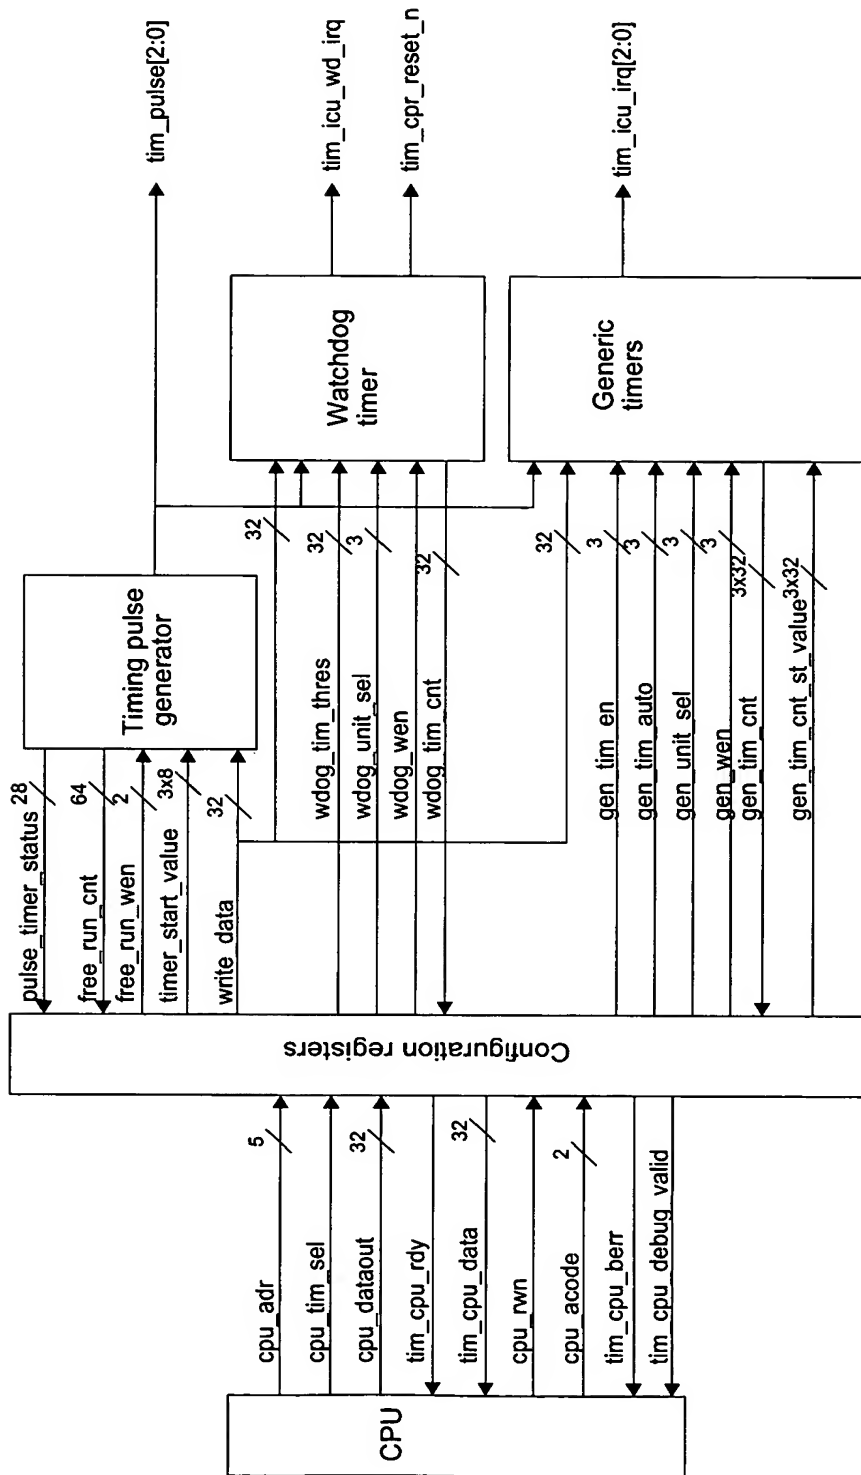 CPU
cpu_adr
5
cpu_tim_sel
cpu_dataout
32
tim_cpu_rdy
tim_cpu_data
32
cpu_rwn
cpu_acode
2
tim_cpu_berr
tim_cpu_debug_valid
Configuration registers
pulse_timer_status
28
free_run_cnt
64
free_run_wen
2
timer_start_value
3x8
write_data
32
Timing pulse
generator
tim_pulse[2:0]
32
wdog_tim_thres
32
wdog_unit_sel
3
wdog_wen
wdog_tim_cnt
32
Watchdog
timer
tim_icu_wd_irq
tim_cpr_reset_n
32
gen_tim_en
3
gen_tim_auto
3
gen_unit_sel
3
gen_wen
3
gen_tim_cnt
3x32
gen_tim_cnt_st_value
3x32
Generic
timers
tim_icu_irq[2:0]